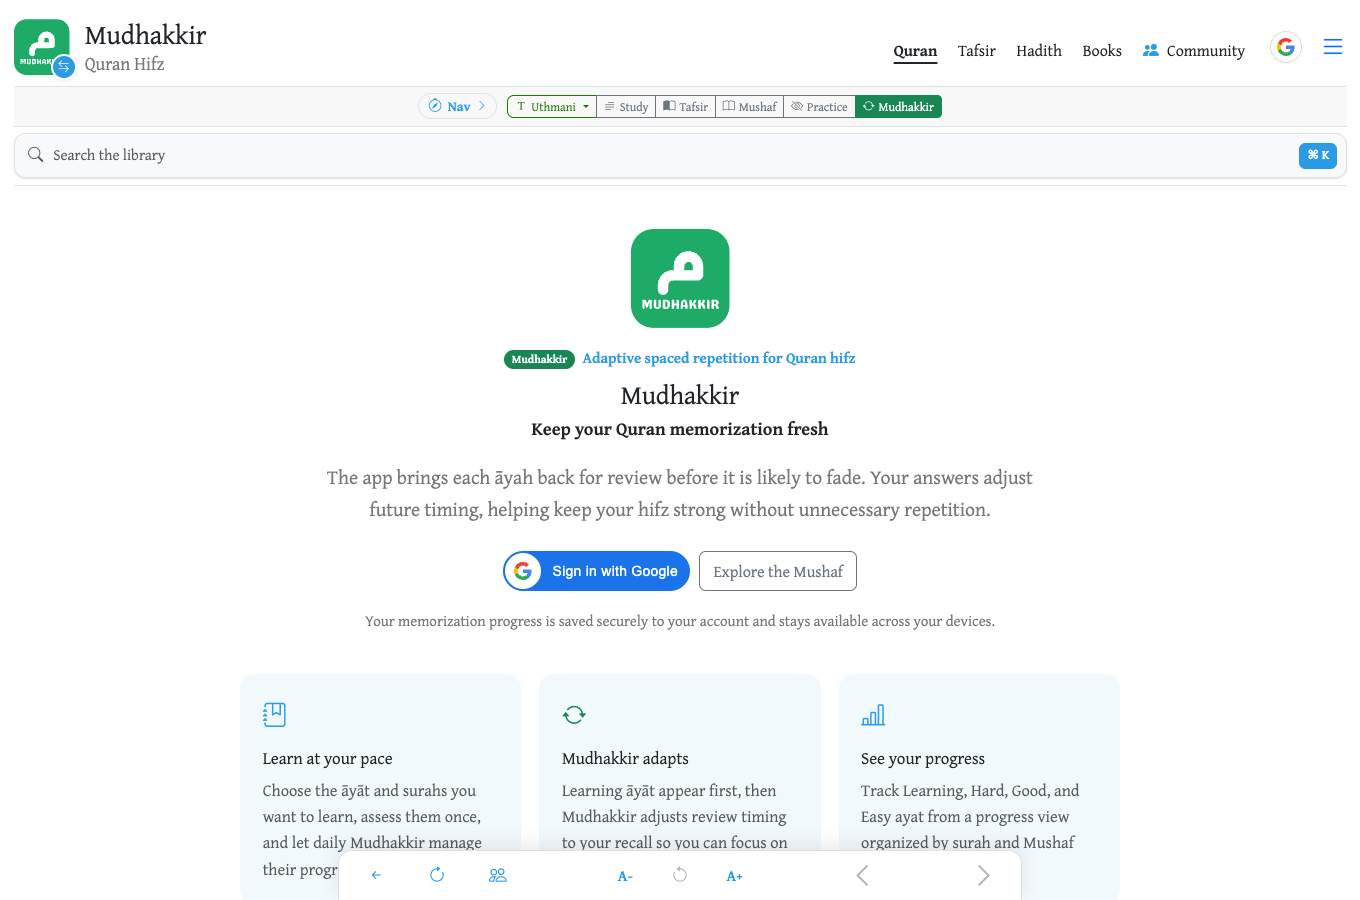 Mudhakkir
Quran Hifz
Quran Tafsir Hadith Books Community
Nav Uthmani Study Tafsir Mushaf Practice Mudhakkir
Search the library ⌘ K
م
MUDHAKKIR
Mudhakkir Adaptive spaced repetition for Quran hifz
Mudhakkir
Keep your Quran memorization fresh
The app brings each āyah back for review before it is likely to fade. Your answers adjust
future timing, helping keep your hifz strong without unnecessary repetition.
Sign in with Google Explore the Mushaf
Your memorization progress is saved securely to your account and stays available across your devices.
Learn at your pace
Choose the āyāt and surahs you
want to learn, assess them once,
and let daily Mudhakkir manage
their progr
Mudhakkir adapts
Learning āyāt appear first, then
Mudhakkir adjusts review timing
to your recall so you can focus on
See your progress
Track Learning, Hard, Good, and
Easy ayat from a progress view
organized by surah and Mushaf
A- A+